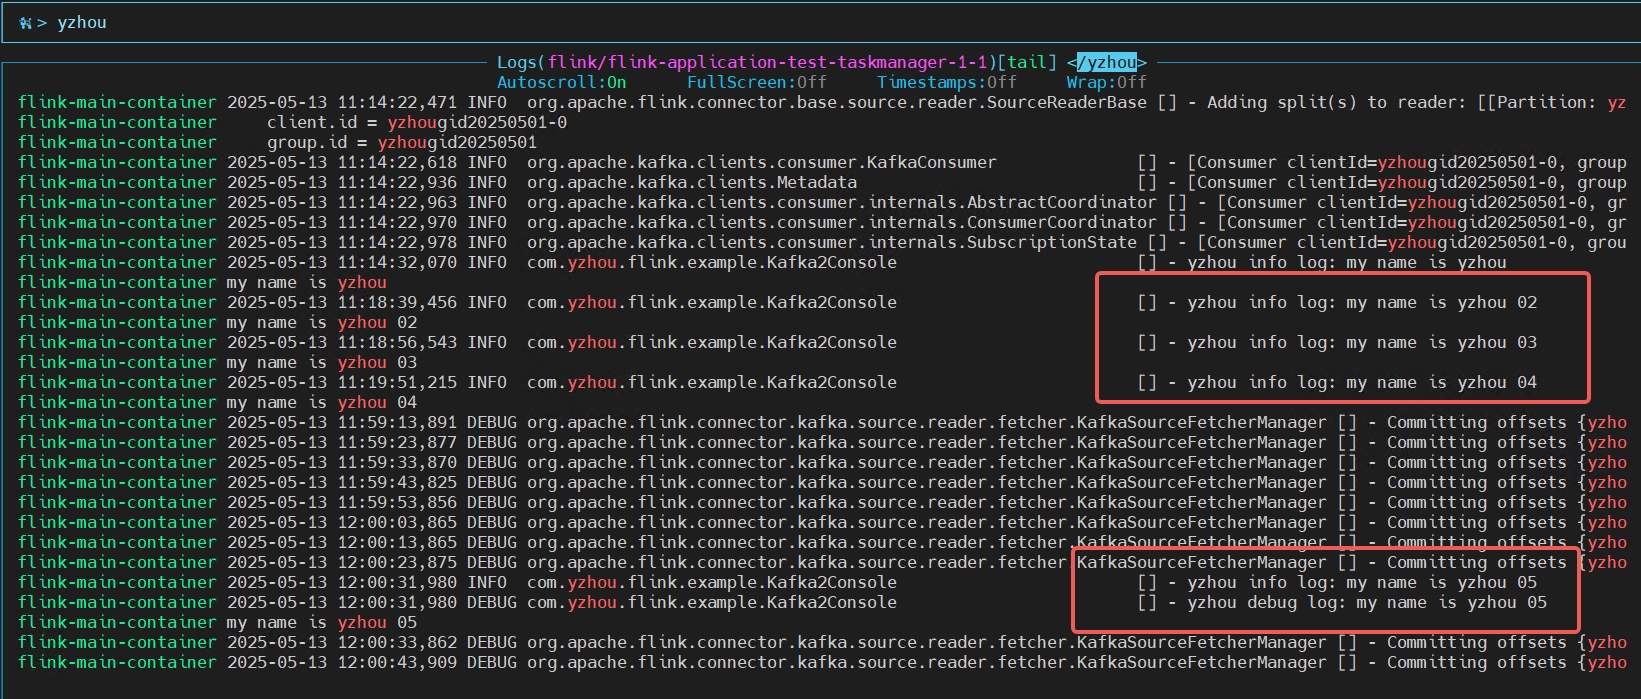 > yzhou
Logs(flink/flink-application-test-taskmanager-1-1)[tail] </yzhou>
Autoscroll:On FullScreen:Off Timestamps:Off Wrap:Off
flink-main-container 2025-05-13 11:14:22,471 INFO org.apache.flink.connector.base.source.reader.SourceReaderBase [] - Adding split(s) to reader: [[Partition: yz
flink-main-container client.id = yzhougid20250501-0
flink-main-container group.id = yzhougid20250501
flink-main-container 2025-05-13 11:14:22,618 INFO org.apache.kafka.clients.consumer.KafkaConsumer [] - [Consumer clientId=yzhougid20250501-0, group
flink-main-container 2025-05-13 11:14:22,936 INFO org.apache.kafka.clients.Metadata [] - [Consumer clientId=yzhougid20250501-0, group
flink-main-container 2025-05-13 11:14:22,963 INFO org.apache.kafka.clients.consumer.internals.AbstractCoordinator [] - [Consumer clientId=yzhougid20250501-0, gr
flink-main-container 2025-05-13 11:14:22,970 INFO org.apache.kafka.clients.consumer.internals.ConsumerCoordinator [] - [Consumer clientId=yzhougid20250501-0, gr
flink-main-container 2025-05-13 11:14:22,978 INFO org.apache.kafka.clients.consumer.internals.SubscriptionState [] - [Consumer clientId=yzhougid20250501-0, grou
flink-main-container 2025-05-13 11:14:32,070 INFO com.yzhou.flink.example.Kafka2Console [] - yzhou info log: my name is yzhou
flink-main-container my name is yzhou
flink-main-container 2025-05-13 11:18:39,456 INFO com.yzhou.flink.example.Kafka2Console [] - yzhou info log: my name is yzhou 02
flink-main-container my name is yzhou 02
flink-main-container 2025-05-13 11:18:56,543 INFO com.yzhou.flink.example.Kafka2Console [] - yzhou info log: my name is yzhou 03
flink-main-container my name is yzhou 03
flink-main-container 2025-05-13 11:19:51,215 INFO com.yzhou.flink.example.Kafka2Console [] - yzhou info log: my name is yzhou 04
flink-main-container my name is yzhou 04
flink-main-container 2025-05-13 11:59:13,891 DEBUG org.apache.flink.connector.kafka.source.reader.fetcher.KafkaSourceFetcherManager [] - Committing offsets {yzho
flink-main-container 2025-05-13 11:59:23,877 DEBUG org.apache.flink.connector.kafka.source.reader.fetcher.KafkaSourceFetcherManager [] - Committing offsets {yzho
flink-main-container 2025-05-13 11:59:33,870 DEBUG org.apache.flink.connector.kafka.source.reader.fetcher.KafkaSourceFetcherManager [] - Committing offsets {yzho
flink-main-container 2025-05-13 11:59:43,825 DEBUG org.apache.flink.connector.kafka.source.reader.fetcher.KafkaSourceFetcherManager [] - Committing offsets {yzho
flink-main-container 2025-05-13 11:59:53,856 DEBUG org.apache.flink.connector.kafka.source.reader.fetcher.KafkaSourceFetcherManager [] - Committing offsets {yzho
flink-main-container 2025-05-13 12:00:03,865 DEBUG org.apache.flink.connector.kafka.source.reader.fetcher.KafkaSourceFetcherManager [] - Committing offsets {yzho
flink-main-container 2025-05-13 12:00:13,865 DEBUG org.apache.flink.connector.kafka.source.reader.fetcher.KafkaSourceFetcherManager [] - Committing offsets {yzho
flink-main-container 2025-05-13 12:00:23,875 DEBUG org.apache.flink.connector.kafka.source.reader.fetcher.KafkaSourceFetcherManager [] - Committing offsets {yzho
flink-main-container 2025-05-13 12:00:31,980 INFO com.yzhou.flink.example.Kafka2Console [] - yzhou info log: my name is yzhou 05
flink-main-container 2025-05-13 12:00:31,980 DEBUG com.yzhou.flink.example.Kafka2Console [] - yzhou debug log: my name is yzhou 05
flink-main-container my name is yzhou 05
flink-main-container 2025-05-13 12:00:33,862 DEBUG org.apache.flink.connector.kafka.source.reader.fetcher.KafkaSourceFetcherManager [] - Committing offsets {yzho
flink-main-container 2025-05-13 12:00:43,909 DEBUG org.apache.flink.connector.kafka.source.reader.fetcher.KafkaSourceFetcherManager [] - Committing offsets {yzho